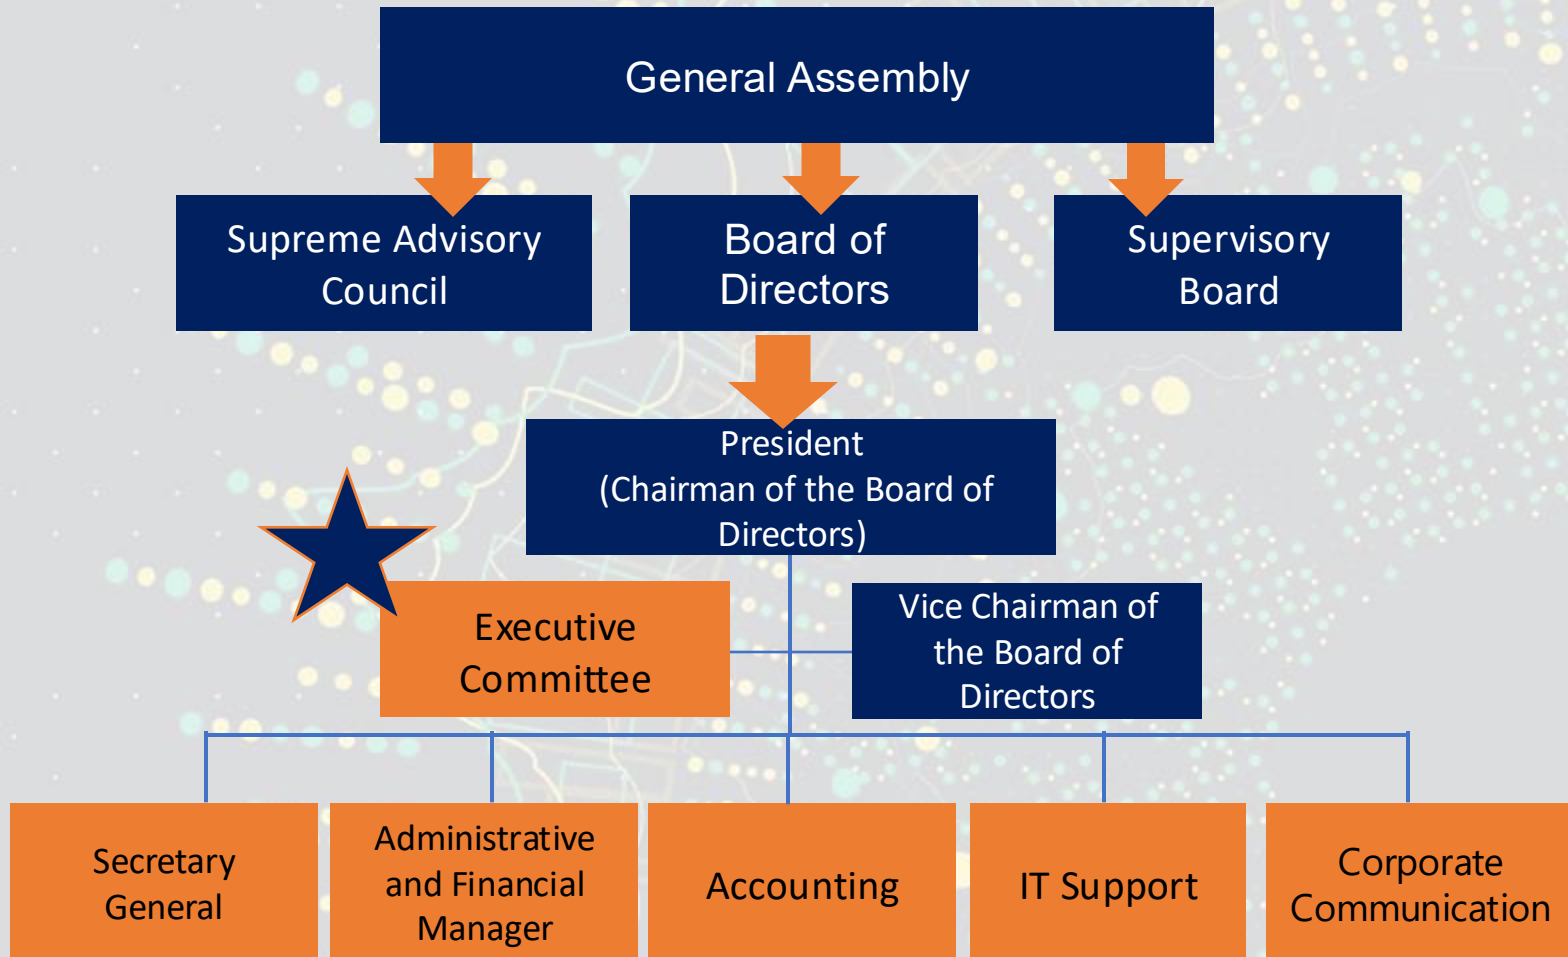 General Assembly
Supreme Advisory
Council
Board of
Directors
Supervisory
Board
President
(Chairman of the Board of
Directors)
Executive
Committee
Vice Chairman of
the Board of
Directors
Secretary
General
Administrative
and Financial
Manager
Accounting
IT Support
Corporate
Communication